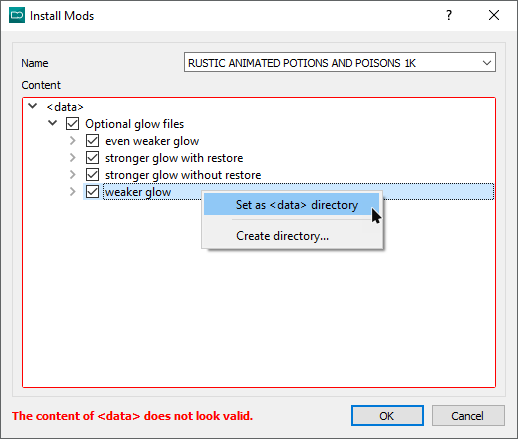 Install Mods
Name
RUSTIC ANIMATED POTIONS AND POISONS 1K
Content
<data>
Optional glow files
even weaker glow
stronger glow with restore
stronger glow without restore
weaker glow
Set as <data> directory
Create directory...
The content of <data> does not look valid.
OK
Cancel